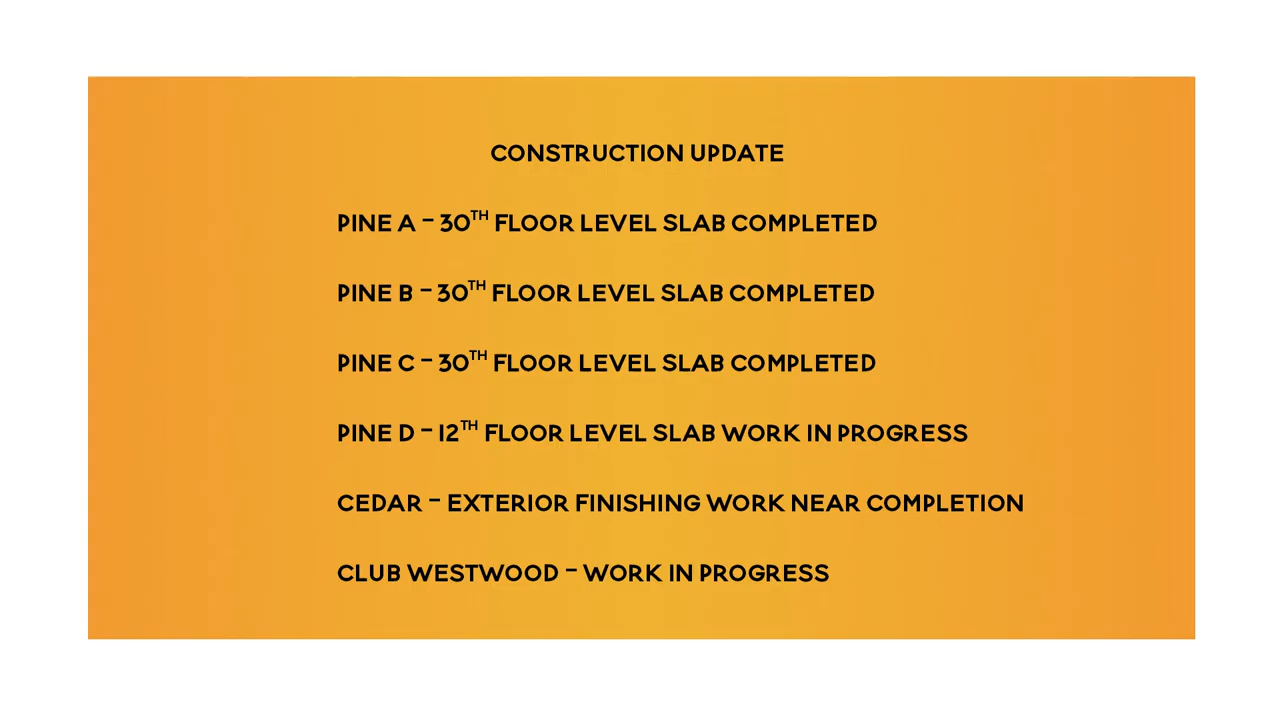 CONSTRUCTION UPDATE
PINE A – 30TH FLOOR LEVEL SLAB COMPLETED
PINE B – 30TH FLOOR LEVEL SLAB COMPLETED
PINE C – 30TH FLOOR LEVEL SLAB COMPLETED
PINE D – 12TH FLOOR LEVEL SLAB WORK IN PROGRESS
CEDAR – EXTERIOR FINISHING WORK NEAR COMPLETION
CLUB WESTWOOD – WORK IN PROGRESS